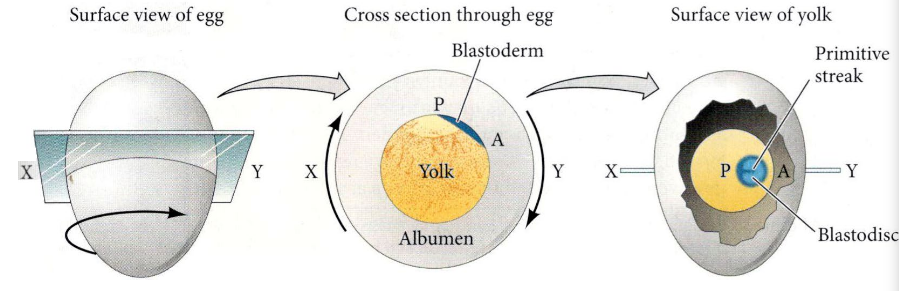 Surface view of egg
Cross section through egg
Surface view of yolk
Blastoderm
Primitive
streak
P
A
X
Y
X
Yolk
Y
X
P
A
Y
Albumen
Blastodisc